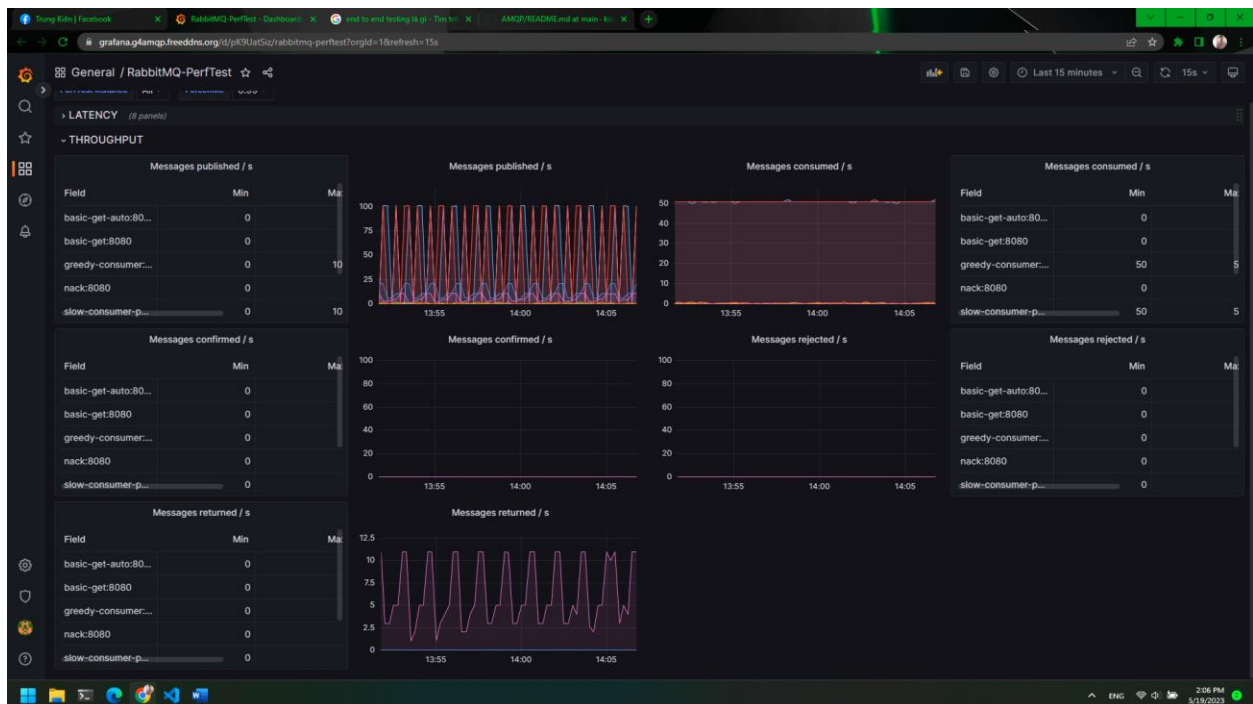 Trung Kiên | Facebook
RabbitMQ-PerfTest - Dashboard
end to end testing là gì - Tìm
AMQP/README.md at main · kie
grafana.g4amqp.freeddns.org/d/pK9UatSiz/rabbitmq-perftest?orgId=1&refresh=15s
General / RabbitMQ-PerfTest
Last 15 minutes
15s
LATENCY (8 panels)
THROUGHPUT
Messages published / s
Field Min Ma
basic-get-auto:80... 0
basic-get:8080 0
greedy-consumer:... 0 10
nack:8080 0
slow-consumer-p... 0 10
Messages published / s
100
75
50
25
0
13:55 14:00 14:05
Messages consumed / s
50
40
30
20
10
0
13:55 14:00 14:05
Messages consumed / s
Field Min Ma
basic-get-auto:80... 0
basic-get:8080 0
greedy-consumer:... 50 5
nack:8080 0
slow-consumer-p... 50 5
Messages confirmed / s
Field Min Ma
basic-get-auto:80... 0
basic-get:8080 0
greedy-consumer:... 0
nack:8080 0
slow-consumer-p... 0
Messages confirmed / s
100
80
60
40
20
0
13:55 14:00 14:05
Messages rejected / s
100
80
60
40
20
0
13:55 14:00 14:05
Messages rejected / s
Field Min Ma
basic-get-auto:80... 0
basic-get:8080 0
greedy-consumer:... 0
nack:8080 0
slow-consumer-p... 0
Messages returned / s
Field Min Ma
basic-get-auto:80... 0
basic-get:8080 0
greedy-consumer:... 0
nack:8080 0
slow-consumer-p... 0
Messages returned / s
12.5
10
7.5
5
2.5
0
13:55 14:00 14:05
ENG
2:06 PM
5/19/2023